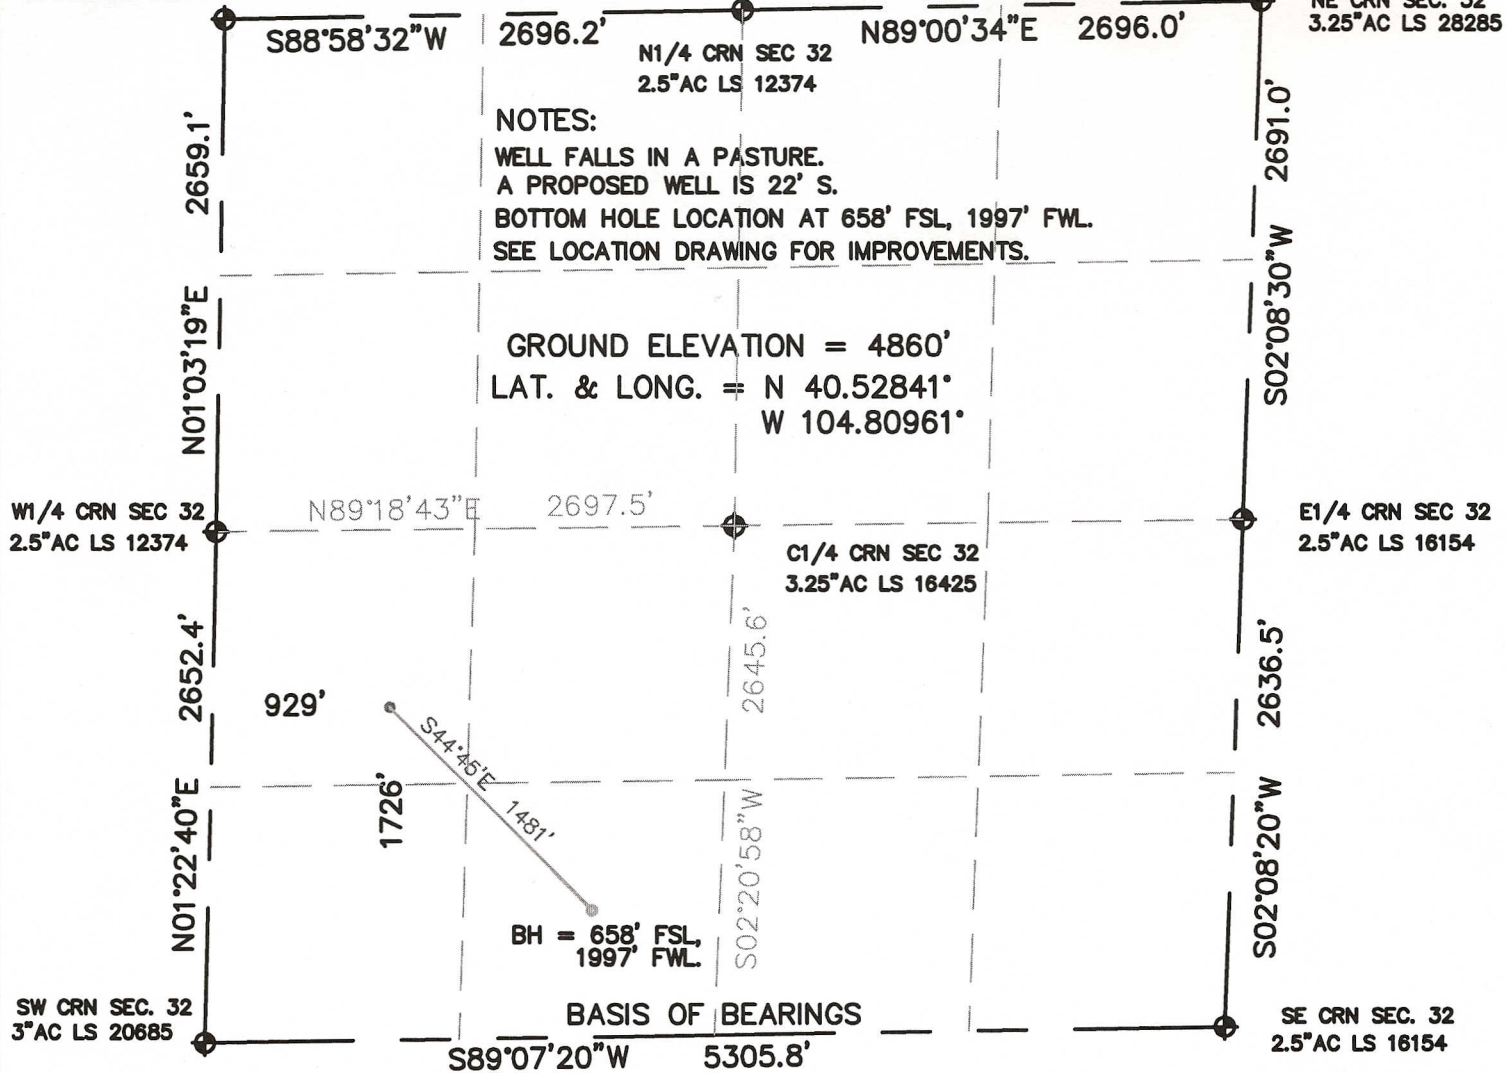 NE CRN SEC. 32
3.25"AC LS 28285
S88°58'32"W 2696.2'
N89°00'34"E 2696.0'
N1/4 CRN SEC 32
2.5"AC LS 12374
NOTES:
WELL FALLS IN A PASTURE.
A PROPOSED WELL IS 22' S.
BOTTOM HOLE LOCATION AT 658' FSL, 1997' FWL.
SEE LOCATION DRAWING FOR IMPROVEMENTS.
N01°03'19"E 2659.1'
S02°08'30"W 2691.0'
GROUND ELEVATION = 4860'
LAT. & LONG. = N 40.52841°
W 104.80961°
W1/4 CRN SEC 32
2.5"AC LS 12374
N89°18'43"E 2697.5'
C1/4 CRN SEC 32
3.25"AC LS 16425
E1/4 CRN SEC 32
2.5"AC LS 16154
N01°22'40"E 2652.4'
929'
S44°45'E 1481'
1726'
S02°20'58"W 2645.6'
S02°08'20"W 2636.5'
BH = 658' FSL,
1997' FWL.
SW CRN SEC. 32
3"AC LS 20685
BASIS OF BEARINGS
S89°07'20"W 5305.8'
SE CRN SEC. 32
2.5"AC LS 16154